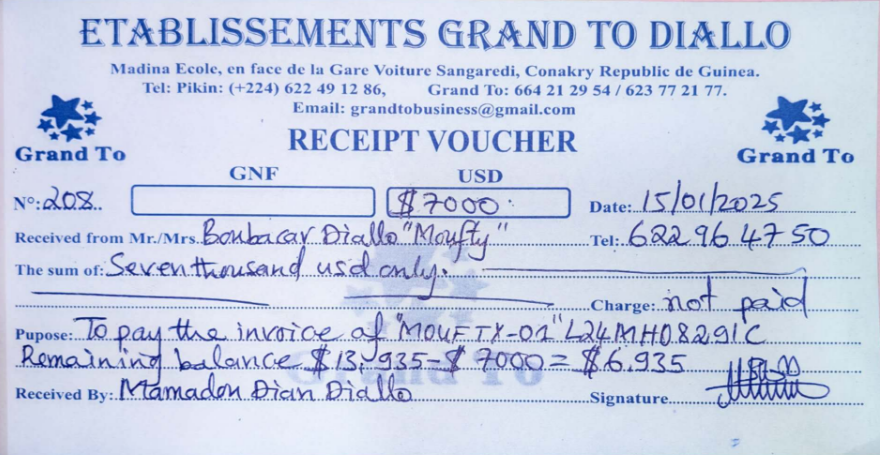 ETABLISSEMENTS GRAND TO DIALLO
Madina Ecole, en face de la Gare Voiture Sangaredi, Conakry Republic de Guinea.
Tel: Pikin: (+224) 622 49 12 86, Grand To: 664 21 29 54 / 623 77 21 77.
Email: grandtobusiness@gmail.com
Grand To
RECEIPT VOUCHER
Grand To
GNF USD
N°: 208 $7000 Date: 15/01/2025
Received from Mr./Mrs. Boubacar Diallo "Moufty" Tel: 622 96 47 50
The sum of: Seven thousand usd only.
Charge: not paid
Pupose: To pay the invoice of "MOUFTX-01" L24MH08291C
Remaining balance $13,935-$7000=$6.935
Received By: Mamadou Dian Diallo Signature